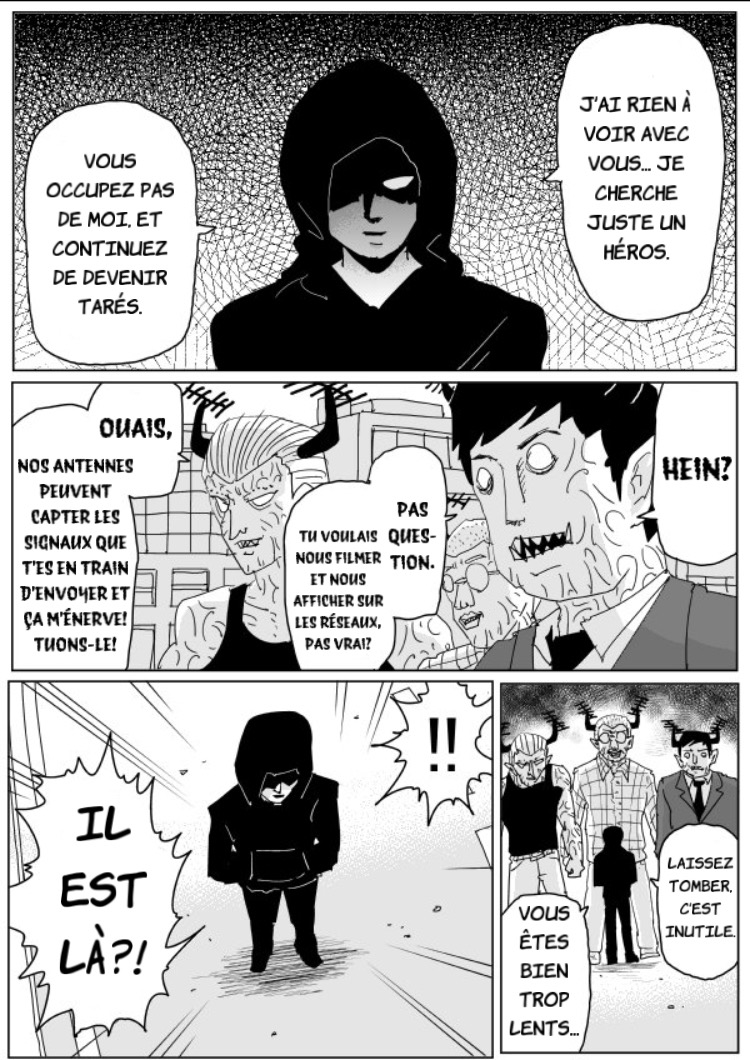 J'AI RIEN À
VOIR AVEC
VOUS... JE
CHERCHE
JUSTE UN
HÉROS.
VOUS
OCCUPEZ PAS
DE MOI, ET
CONTINUEZ
DE DEVENIR
TARÉS.
HEIN?
PAS
QUES-
TION.
TU VOULAIS
NOUS FILMER
ET NOUS
AFFICHER SUR
LES RÉSEAUX,
PAS VRAI?
OUAIS,
NOS ANTENNES
PEUVENT
CAPTER LES
SIGNAUX QUE
T'ES EN TRAIN
D'ENVOYER ET
ÇA M'ÉNERVE!
TUONS-LE!
LAISSEZ
TOMBER,
C'EST
INUTILE.
VOUS
ÊTES
BIEN
TROP
LENTS...
!!
IL
EST
LÀ?!